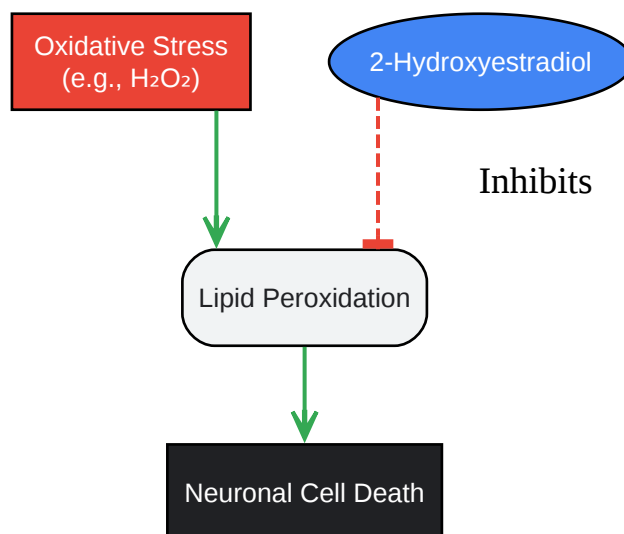 Oxidative Stress
(e.g., H₂O₂)
2-Hydroxyestradiol
Inhibits
Lipid Peroxidation
Neuronal Cell Death